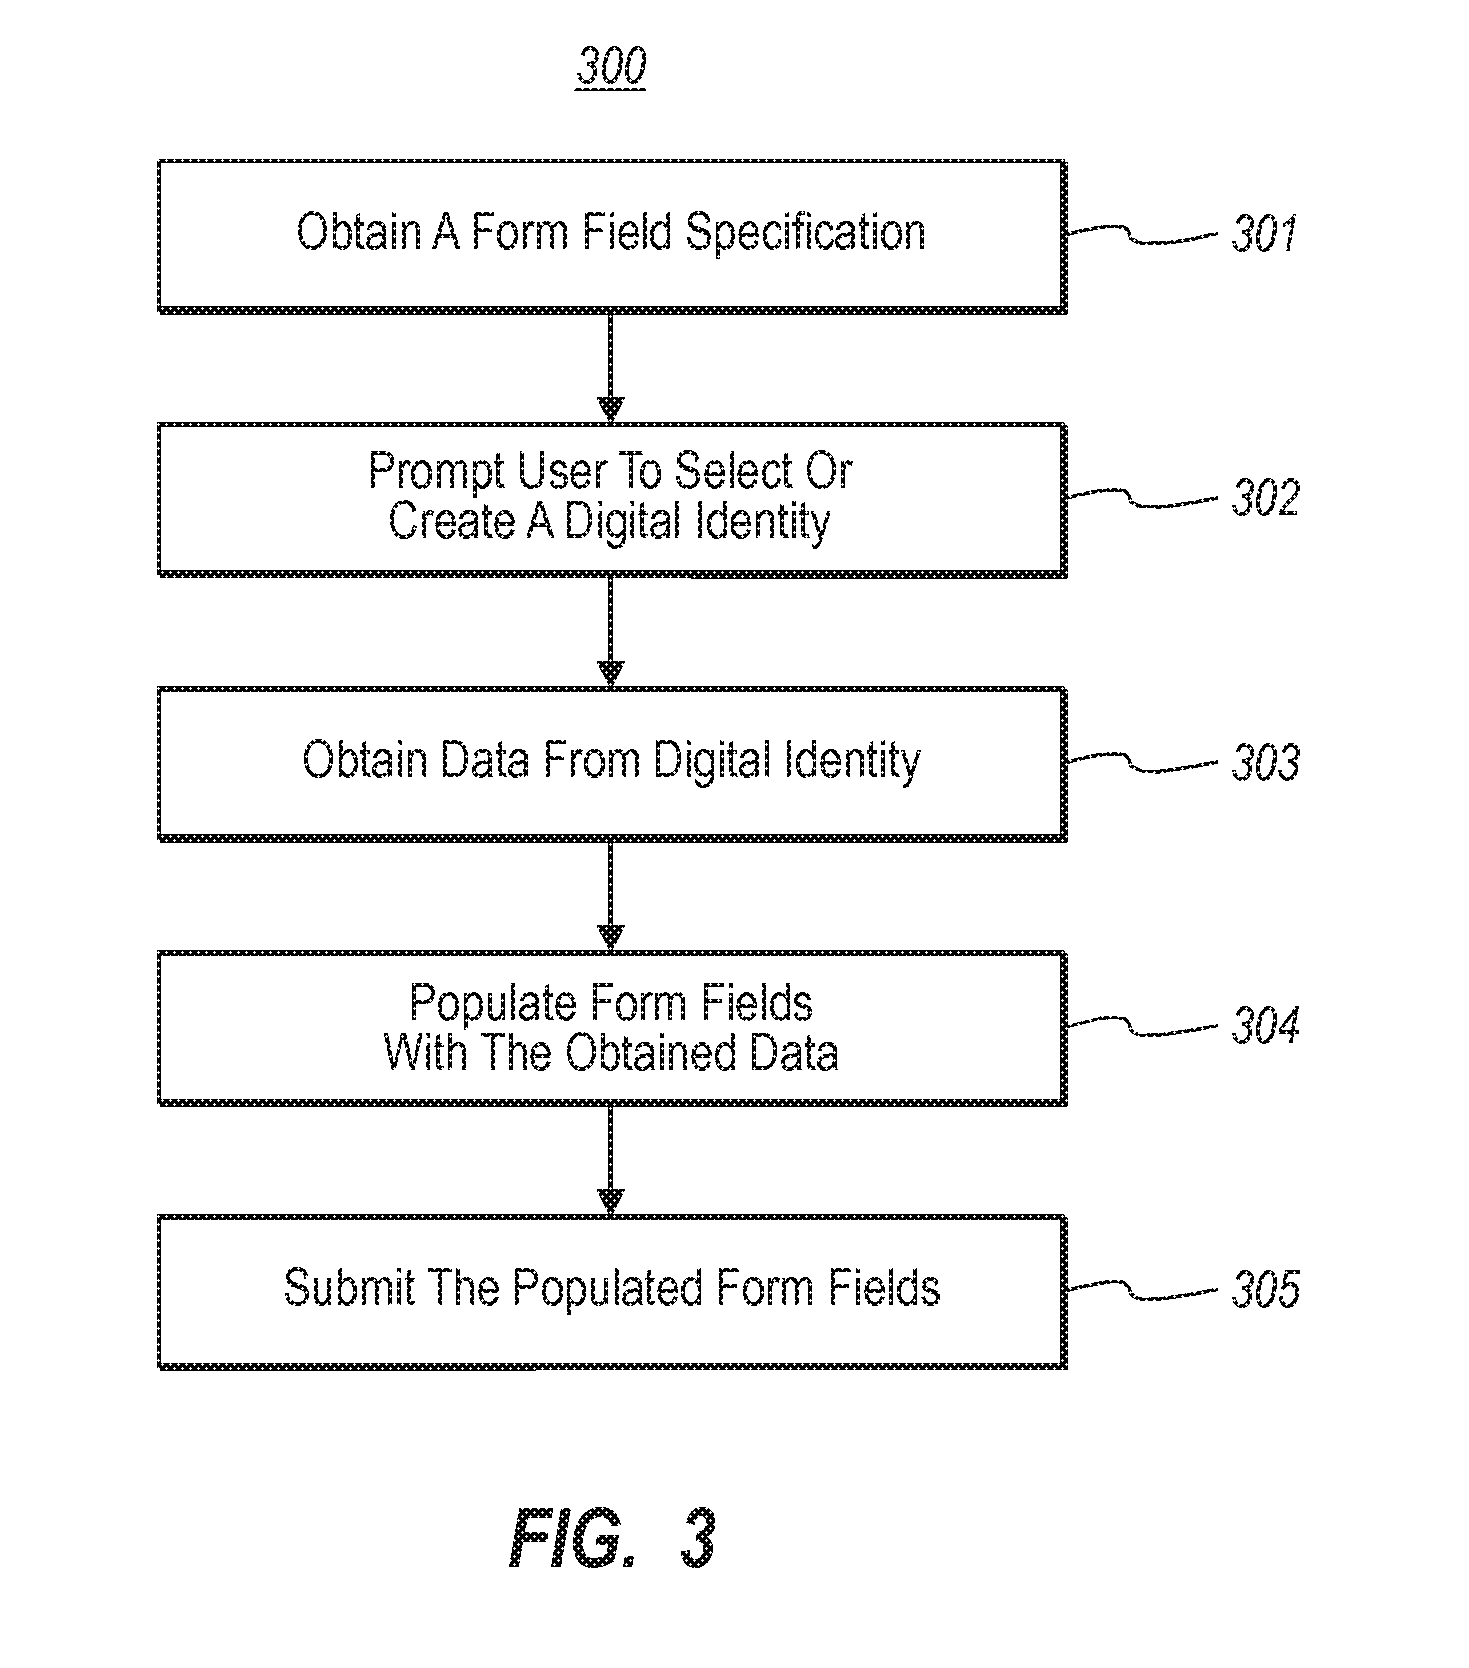 300
Obtain A Form Field Specification
301
Prompt User To Select Or
Create A Digital Identity
302
Obtain Data From Digital Identity
303
Populate Form Fields
With The Obtained Data
304
Submit The Populated Form Fields
305
FIG. 3